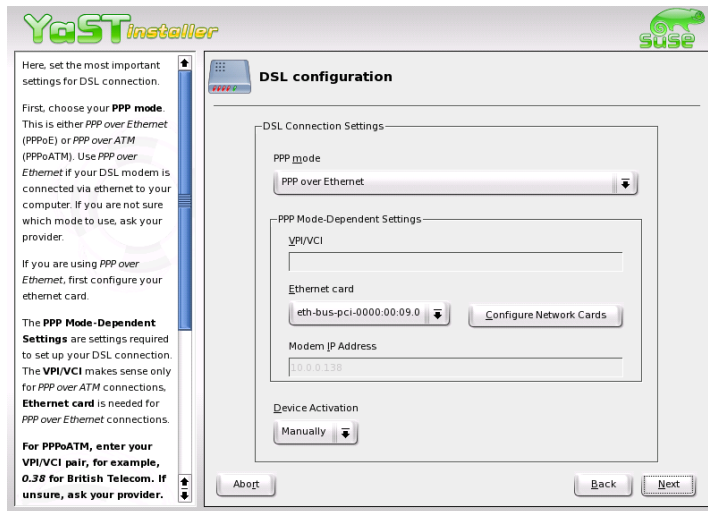 YaST installer
SUSE
Here, set the most important
settings for DSL connection.
First, choose your PPP mode.
This is either PPP over Ethernet
(PPPoE) or PPP over ATM
(PPPoATM). Use PPP over
Ethernet if your DSL modem is
connected via ethernet to your
computer. If you are not sure
which mode to use, ask your
provider.
If you are using PPP over
Ethernet, first configure your
ethernet card.
The PPP Mode-Dependent
Settings are settings required
to set up your DSL connection.
The VPI/VCI makes sense only
for PPP over ATM connections,
Ethernet card is needed for
PPP over Ethernet connections.
For PPPoATM, enter your
VPI/VCI pair, for example,
0.38 for British Telecom. If
unsure, ask your provider.
DSL configuration
DSL Connection Settings
PPP mode
PPP over Ethernet
PPP Mode-Dependent Settings
VPI/VCI
Ethernet card
eth-bus-pci-0000:00:09.0
Configure Network Cards
Modem IP Address
10.0.0.138
Device Activation
Manually
Abort
Back
Next